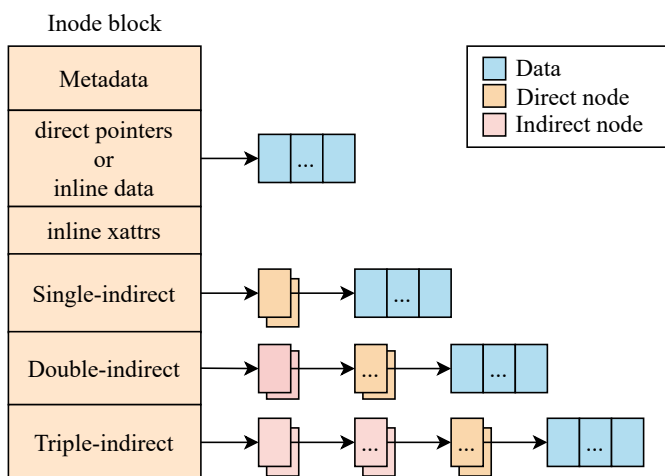 Inode block
Metadata
direct pointers
or
inline data
inline xattrs
Single-indirect
Double-indirect
Triple-indirect
Data
Direct node
Indirect node
...
...
...
...
...
...
...